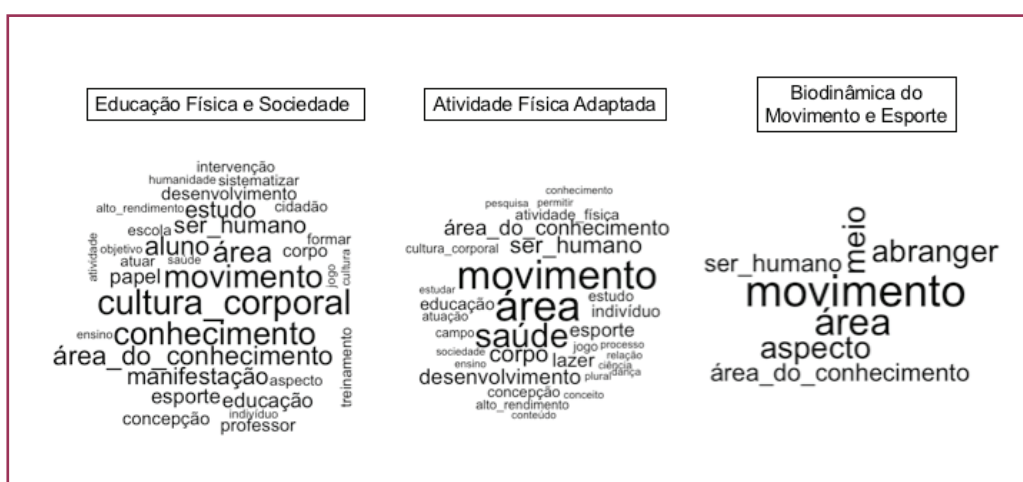 Educação Física e Sociedade
intervenção
humanidade sistematizar
desenvolvimento
alto_rendimento estudo cidadão
escola ser_humano
atividade objetivo aluno área corpo formar
atuar saúde
papel movimento jogo cultura
cultura_corporal
ensino conhecimento
área_do_conhecimento treinamento
manifestação aspecto
esporte educação
concepção indivíduo
professor
Atividade Física Adaptada
conhecimento
pesquisa permitir
atividade_física
área_do_conhecimento
cultura_corporal ser_humano
movimento
estudar
educação área estudo
atuação indivíduo
campo saúde esporte
sociedade corpo jogo processo
ensino lazer relação
ciência
desenvolvimento plural dança
concepção conceito
alto_rendimento
conteúdo
Biodinâmica do
Movimento e Esporte
meio
ser_humano abranger
movimento
área
aspecto
área_do_conhecimento